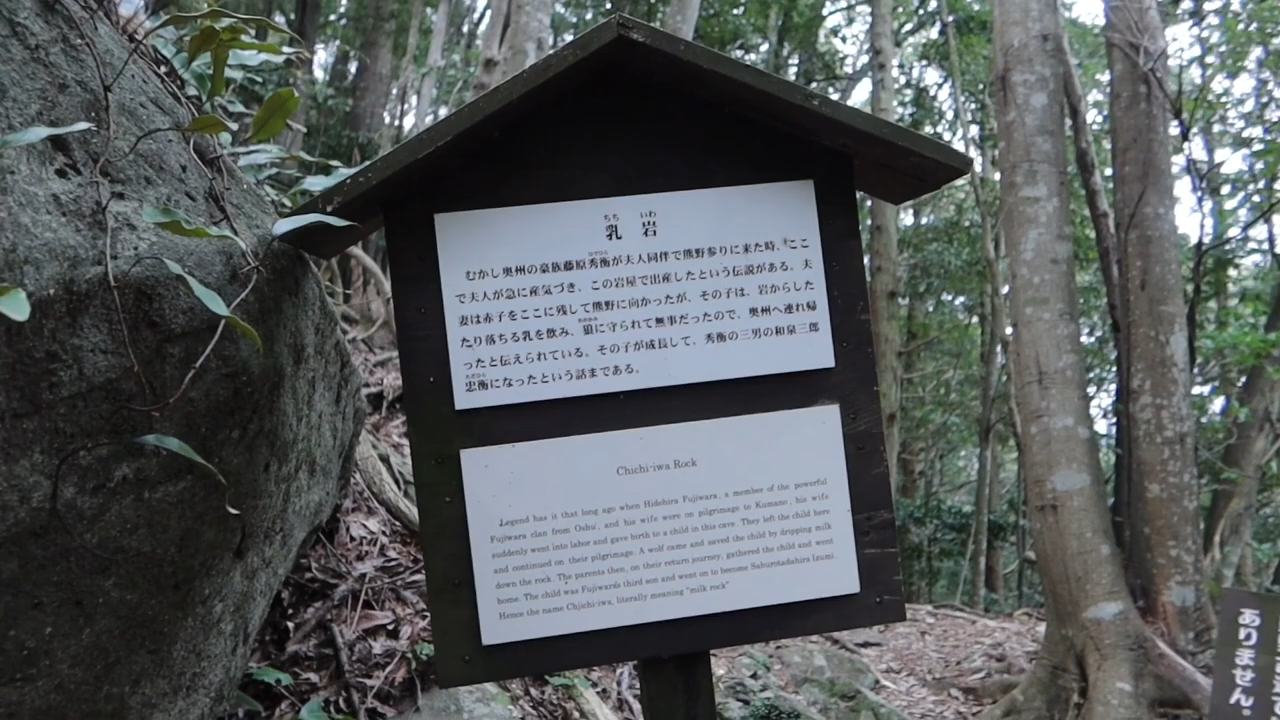 乳岩
ちち いわ
むかし奥州の豪族藤原秀衡が夫人同伴で熊野参りに来た時、ここ
ひでひら
で夫人が急に産気づき、この岩屋で出産したという伝説がある。夫
妻は赤子をここに残して熊野に向かったが、その子は、岩からした
たり落ちる乳を飲み、狼に守られて無事だったので、奥州へ連れ帰
おおかみ
ったと伝えられている。その子が成長して、秀衡の三男の和泉三郎
忠衡になったという話まである。
ただひら
Chichi-iwa Rock
Legend has it that long ago when Hidehira Fujiwara, a member of the powerful
Fujiwara clan from Oshu', and his wife were on pilgrimage to Kumano, his wife
suddenly went into labor and gave birth to a child in this cave. They left the child here
and continued on their pilgrimage. A wolf came and saved the child by dripping milk
down the rock. The parents then, on their return journey, gathered the child and went
home. The child was Fujiwara's third son and went on to become Saburotadahira Izumi.
Hence the name Chjichi-iwa, literally meaning "milk rock"
ありません。